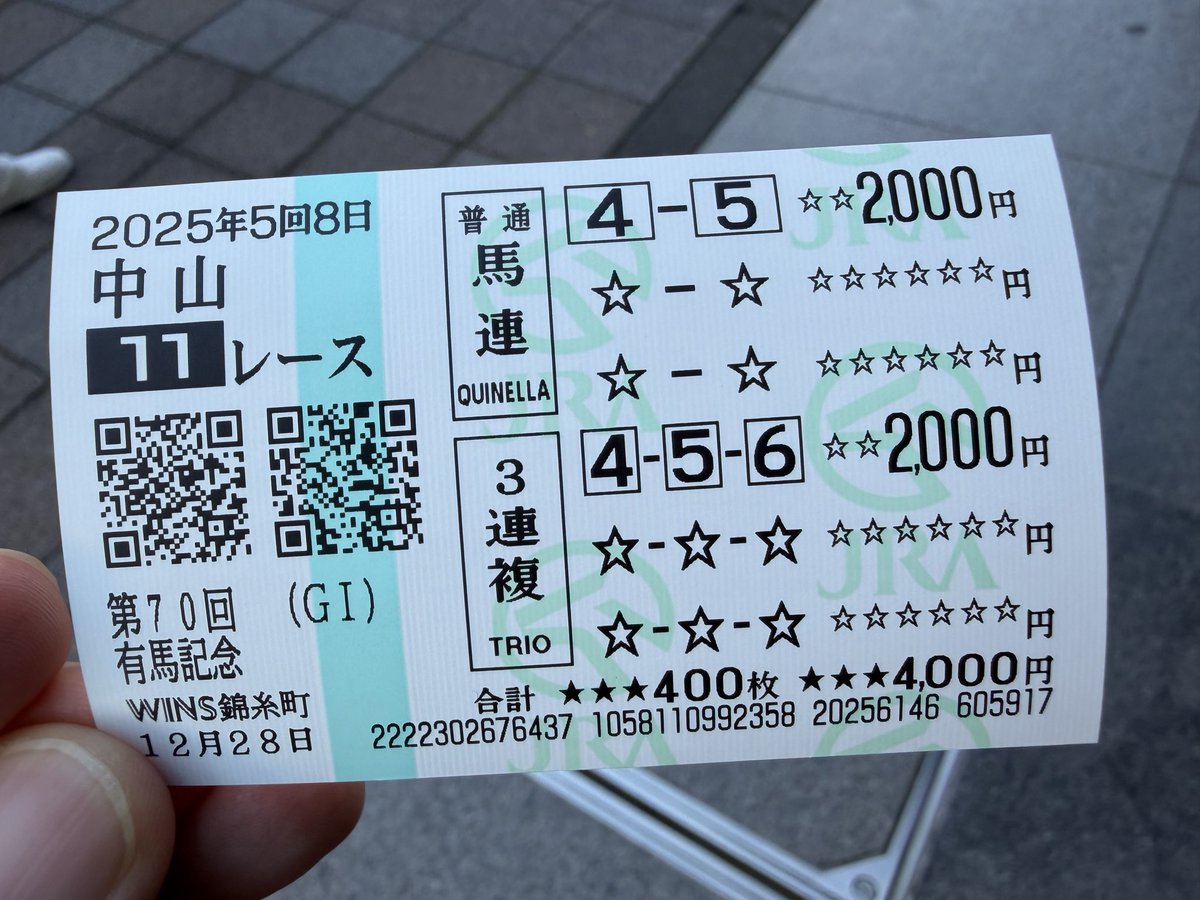 2025年5回8日
中山
11レース
第70回 (GI)
有馬記念
WINS錦糸町
12月28日
普通
馬連
QUINELLA
4-5 ☆☆2,000円
☆-☆ ☆☆☆☆☆☆円
☆-☆ ☆☆☆☆☆☆円
3連複
TRIO
4-5-6 ☆☆2,000円
☆-☆-☆ ☆☆☆☆☆☆円
☆-☆-☆ ☆☆☆☆☆☆円
合計 ★★★400枚 ★★★4,000円
2222302676437 1058110992358 20256146 605917
JRA
JRA
JRA
JRA